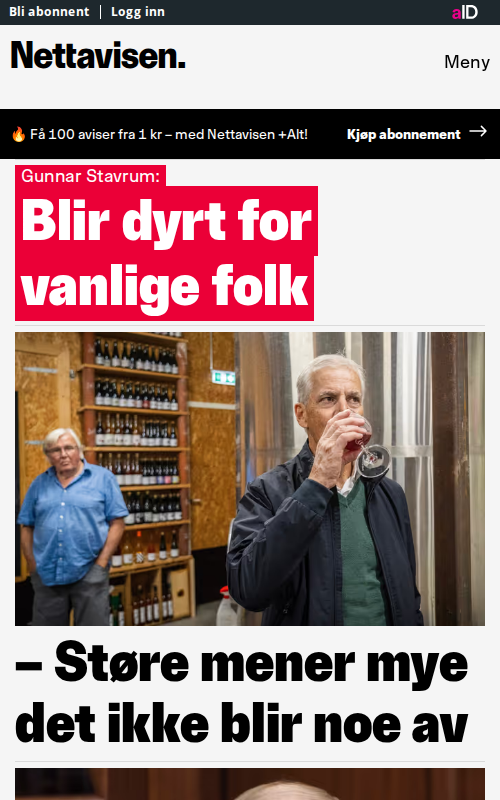 Bli abonnent
Logg inn
aID
Nettavisen.
Meny
🔥 Få 100 aviser fra 1 kr – med Nettavisen +Alt!
Kjøp abonnement →
Gunnar Stavrum:
Blir dyrt for
vanlige folk
– Støre mener mye
det ikke blir noe av